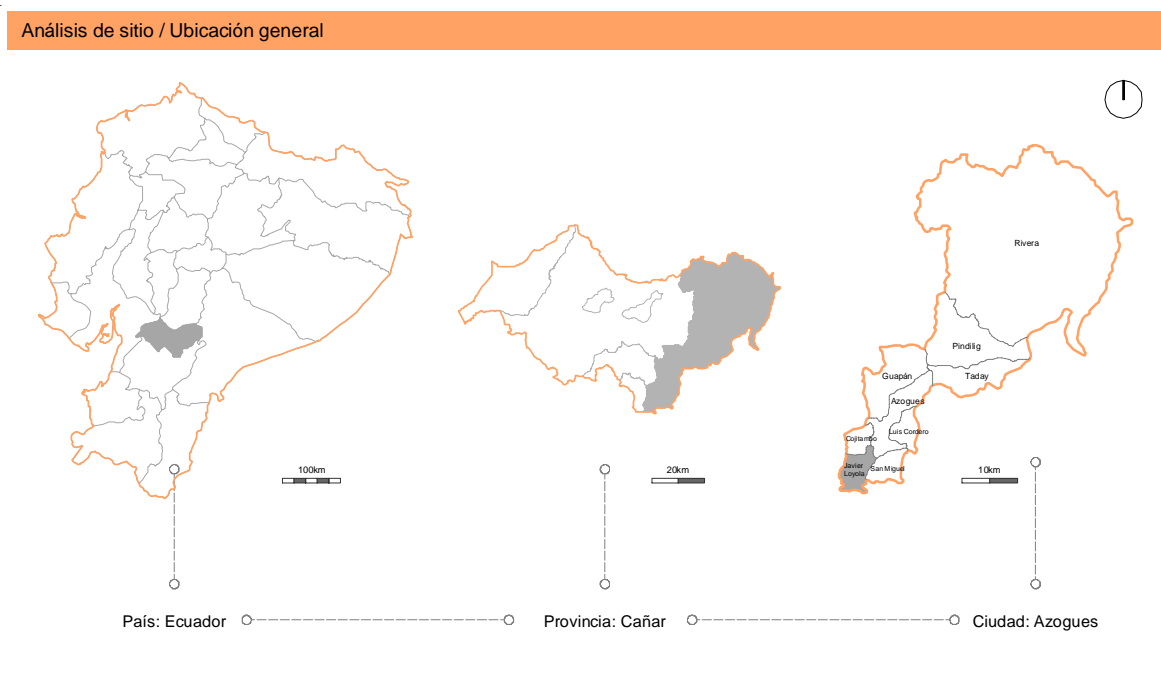 Análisis de sitio / Ubicación general
Rivera
Pindilig
Guapán
Taday
Azogues
Luis Cordero
Cojitambo
Javier
Loyola
San Miguel
100km
20km
10km
País: Ecuador
Provincia: Cañar
Ciudad: Azogues